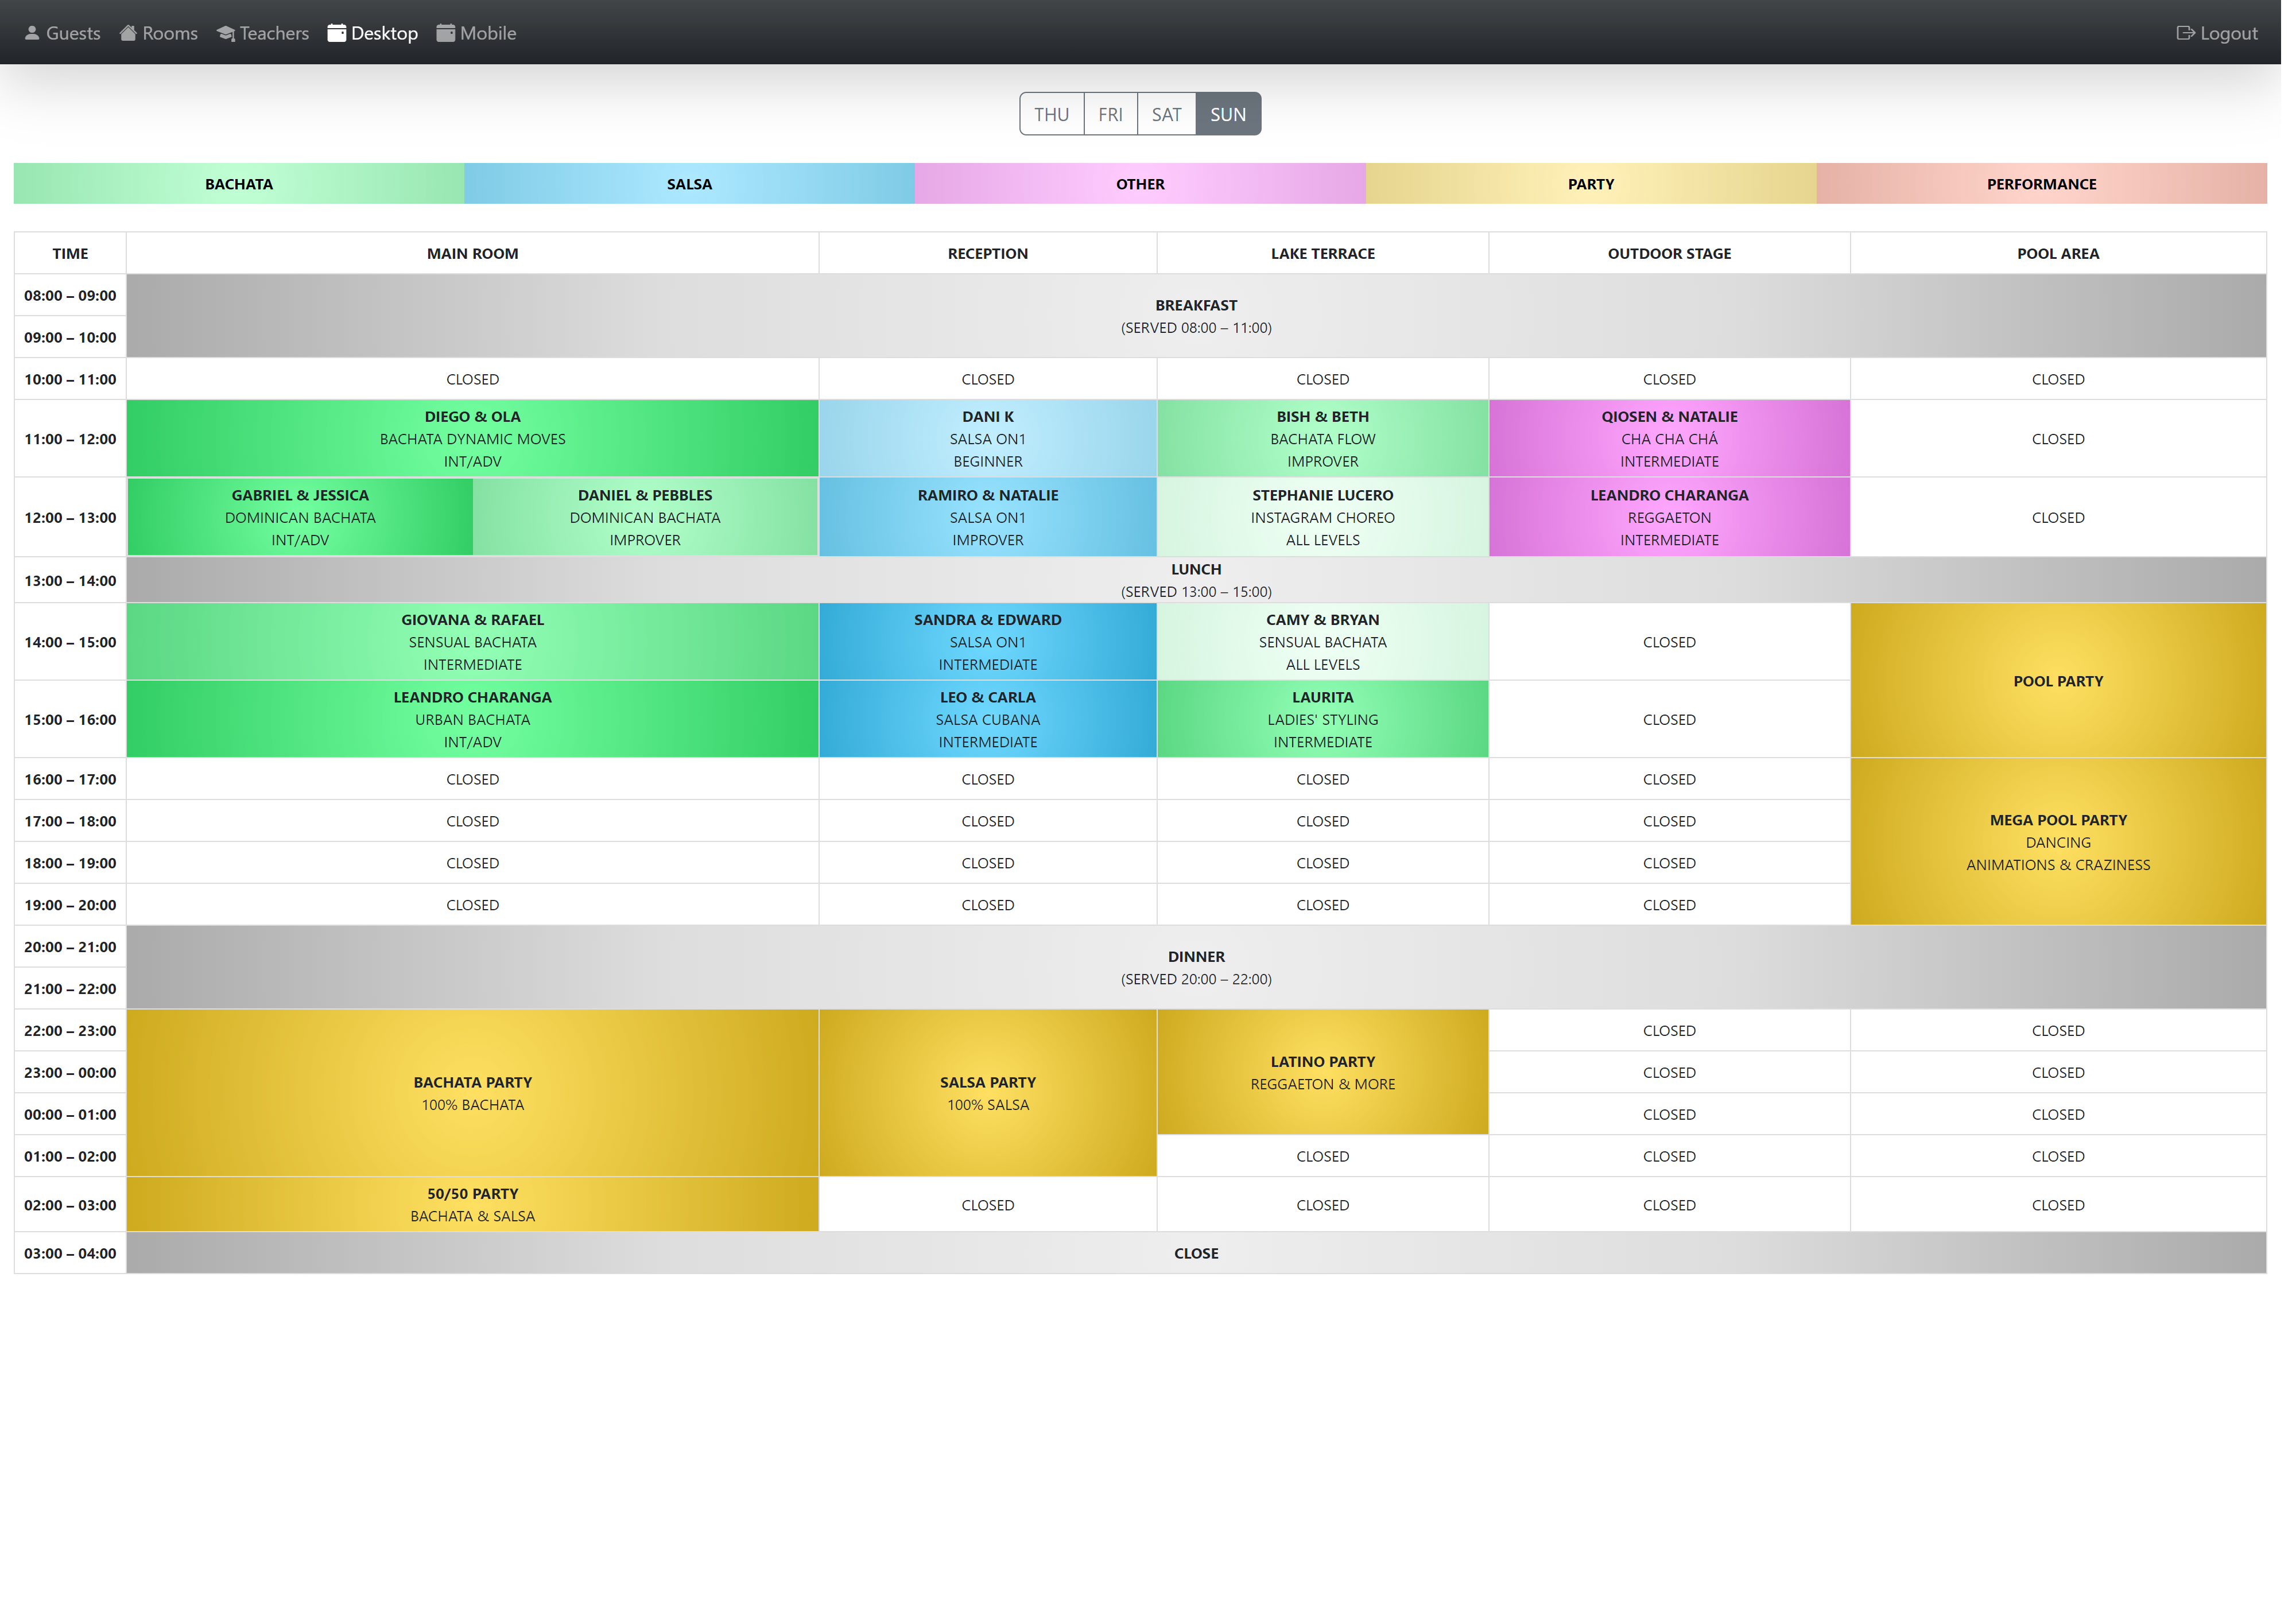 Guests Rooms Teachers Desktop Mobile Logout
THU FRI SAT SUN
BACHATA SALSA OTHER PARTY PERFORMANCE
TIME MAIN ROOM RECEPTION LAKE TERRACE OUTDOOR STAGE POOL AREA
08:00 – 09:00
BREAKFAST
(SERVED 08:00 – 11:00)
09:00 – 10:00
10:00 – 11:00 CLOSED CLOSED CLOSED CLOSED CLOSED
11:00 – 12:00
DIEGO & OLA
BACHATA DYNAMIC MOVES
INT/ADV
DANI K
SALSA ON1
BEGINNER
BISH & BETH
BACHATA FLOW
IMPROVER
QIOSEN & NATALIE
CHA CHA CHÁ
INTERMEDIATE
CLOSED
12:00 – 13:00
GABRIEL & JESSICA
DOMINICAN BACHATA
INT/ADV
DANIEL & PEBBLES
DOMINICAN BACHATA
IMPROVER
RAMIRO & NATALIE
SALSA ON1
IMPROVER
STEPHANIE LUCERO
INSTAGRAM CHOREO
ALL LEVELS
LEANDRO CHARANGA
REGGAETON
INTERMEDIATE
CLOSED
13:00 – 14:00
LUNCH
(SERVED 13:00 – 15:00)
14:00 – 15:00
GIOVANA & RAFAEL
SENSUAL BACHATA
INTERMEDIATE
SANDRA & EDWARD
SALSA ON1
INTERMEDIATE
CAMY & BRYAN
SENSUAL BACHATA
ALL LEVELS
CLOSED
POOL PARTY
15:00 – 16:00
LEANDRO CHARANGA
URBAN BACHATA
INT/ADV
LEO & CARLA
SALSA CUBANA
INTERMEDIATE
LAURITA
LADIES' STYLING
INTERMEDIATE
CLOSED
16:00 – 17:00 CLOSED CLOSED CLOSED CLOSED
MEGA POOL PARTY
DANCING
ANIMATIONS & CRAZINESS
17:00 – 18:00 CLOSED CLOSED CLOSED CLOSED
18:00 – 19:00 CLOSED CLOSED CLOSED CLOSED
19:00 – 20:00 CLOSED CLOSED CLOSED CLOSED
20:00 – 21:00
DINNER
(SERVED 20:00 – 22:00)
21:00 – 22:00
22:00 – 23:00
BACHATA PARTY
100% BACHATA
SALSA PARTY
100% SALSA
LATINO PARTY
REGGAETON & MORE
CLOSED CLOSED
23:00 – 00:00 CLOSED CLOSED
00:00 – 01:00 CLOSED CLOSED
01:00 – 02:00 CLOSED CLOSED CLOSED
02:00 – 03:00
50/50 PARTY
BACHATA & SALSA
CLOSED CLOSED CLOSED CLOSED
03:00 – 04:00 CLOSE